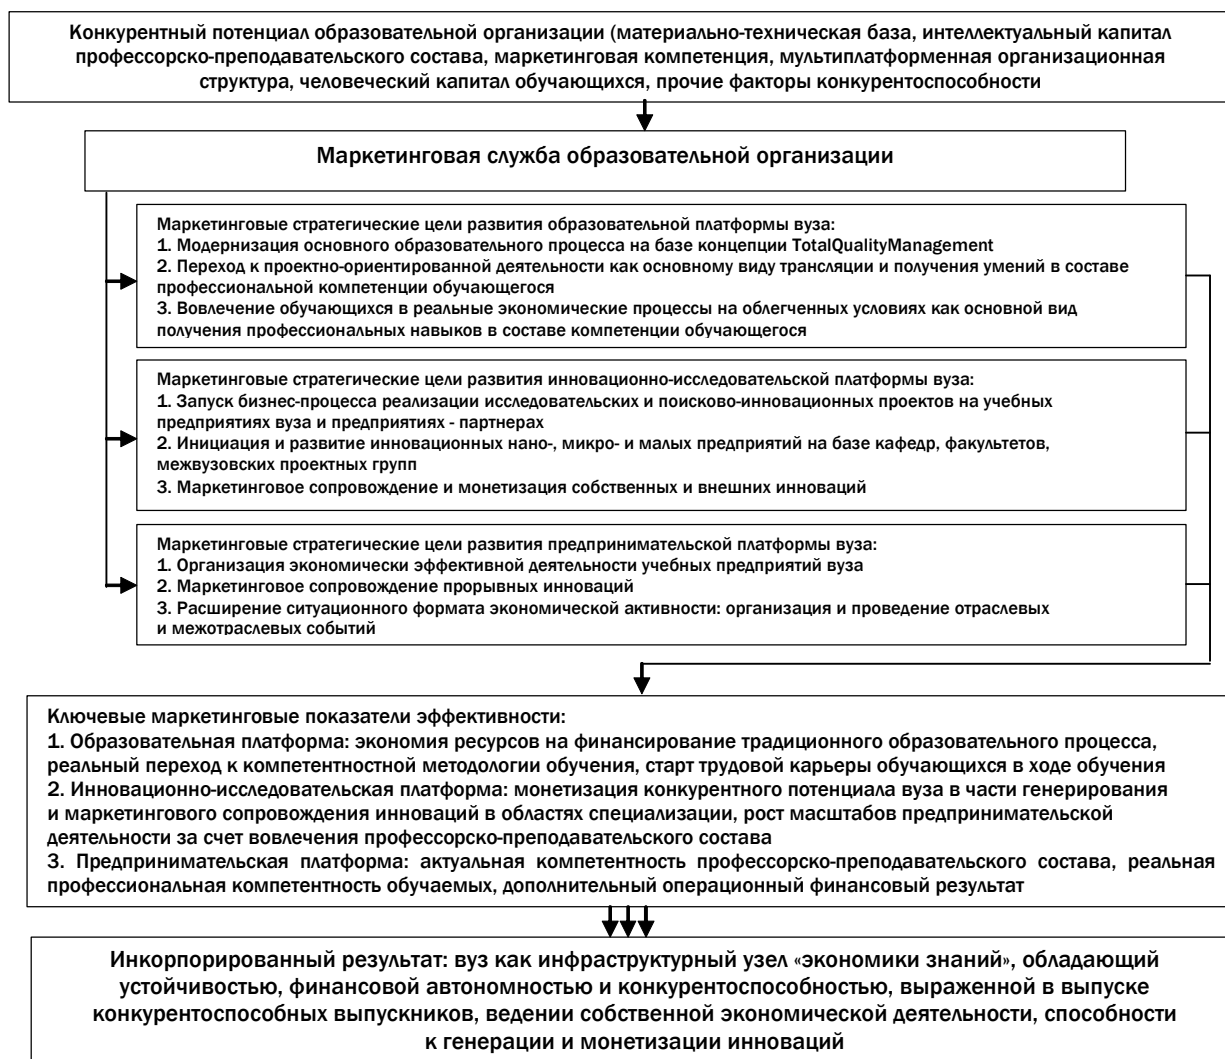 Конкурентный потенциал образовательной организации (материально-техническая база, интеллектуальный капитал
профессорско-преподавательского состава, маркетинговая компетенция, мультиплатформенная организационная
структура, человеческий капитал обучающихся, прочие факторы конкурентоспособности
Маркетинговая служба образовательной организации
Маркетинговые стратегические цели развития образовательной платформы вуза:
1. Модернизация основного образовательного процесса на базе концепции TotalQualityManagement
2. Переход к проектно-ориентированной деятельности как основному виду трансляции и получения умений в составе
профессиональной компетенции обучающегося
3. Вовлечение обучающихся в реальные экономические процессы на облегченных условиях как основной вид
получения профессиональных навыков в составе компетенции обучающегося
Маркетинговые стратегические цели развития инновационно-исследовательской платформы вуза:
1. Запуск бизнес-процесса реализации исследовательских и поисково-инновационных проектов на учебных
предприятиях вуза и предприятиях - партнерах
2. Инициация и развитие инновационных нано-, микро- и малых предприятий на базе кафедр, факультетов,
межвузовских проектных групп
3. Маркетинговое сопровождение и монетизация собственных и внешних инноваций
Маркетинговые стратегические цели развития предпринимательской платформы вуза:
1. Организация экономически эффективной деятельности учебных предприятий вуза
2. Маркетинговое сопровождение прорывных инноваций
3. Расширение ситуационного формата экономической активности: организация и проведение отраслевых
и межотраслевых событий
Ключевые маркетинговые показатели эффективности:
1. Образовательная платформа: экономия ресурсов на финансирование традиционного образовательного процесса,
реальный переход к компетентностной методологии обучения, старт трудовой карьеры обучающихся в ходе обучения
2. Инновационно-исследовательская платформа: монетизация конкурентного потенциала вуза в части генерирования
и маркетингового сопровождения инноваций в областях специализации, рост масштабов предпринимательской
деятельности за счет вовлечения профессорско-преподавательского состава
3. Предпринимательская платформа: актуальная компетентность профессорско-преподавательского состава, реальная
профессиональная компетентность обучаемых, дополнительный операционный финансовый результат
Инкорпорированный результат: вуз как инфраструктурный узел «экономики знаний», обладающий
устойчивостью, финансовой автономностью и конкурентоспособностью, выраженной в выпуске
конкурентоспособных выпускников, ведении собственной экономической деятельности, способности
к генерации и монетизации инноваций